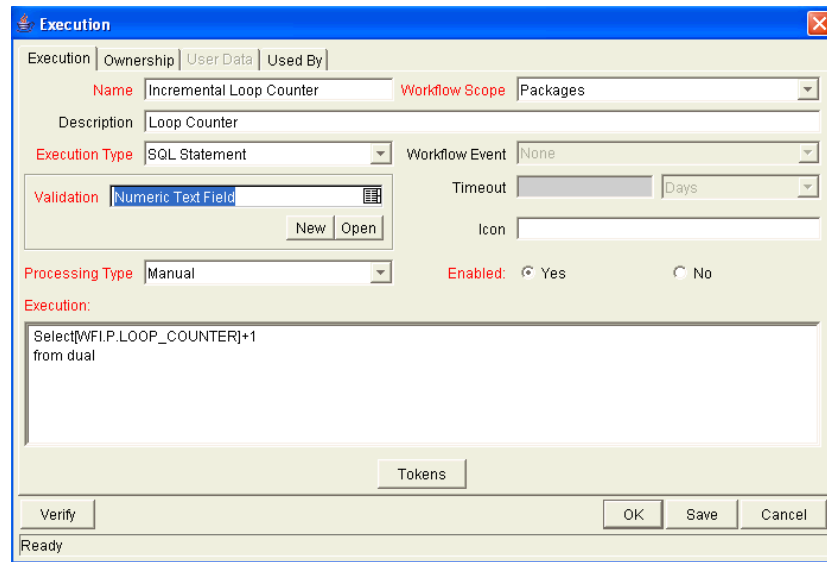 Execution
Execution Ownership User Data Used By
Name Incremental Loop Counter Workflow Scope Packages
Description Loop Counter
Execution Type SQL Statement Workflow Event None
Validation Numeric Text Field Timeout Days
New Open Icon
Processing Type Manual Enabled: Yes No
Execution:
Select[WFI.P.LOOP_COUNTER]+1
from dual
Tokens
Verify OK Save Cancel
Ready